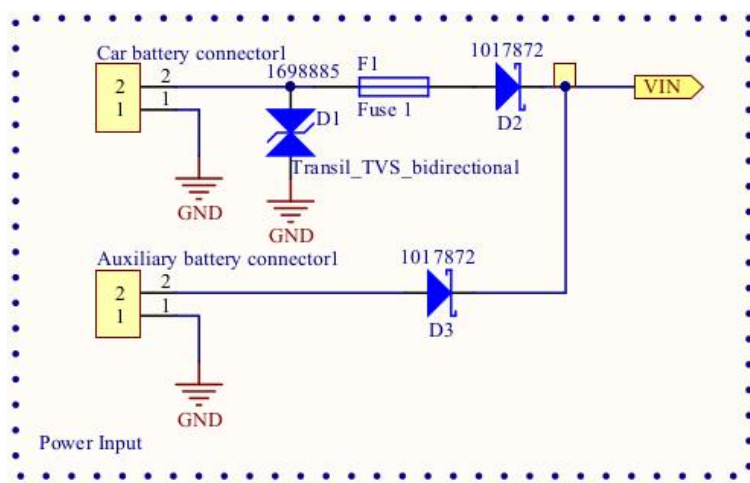 Car battery connector1
1017872
2
2
1698885
F1
1
1
Fuse 1
VIN
D1
D2
Transil_TVS_bidirectional
GND
GND
Auxiliary battery connector1
1017872
2
2
1
1
D3
GND
Power Input